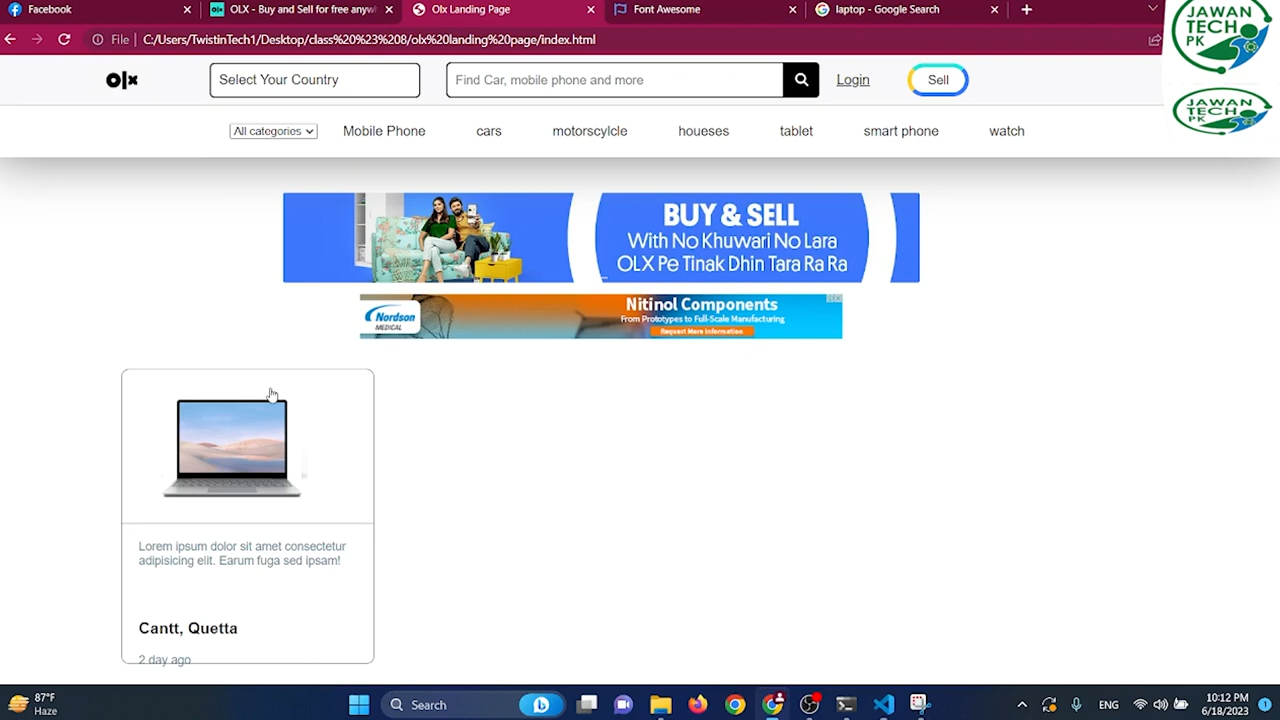 Facebook
OLX - Buy and Sell for free anyw
Olx Landing Page
Font Awesome
laptop - Google Search
File
C:/Users/TwistinTech1/Desktop/class%20%23%208/olx%20landing%20page/index.html
JAWAN
TECH
PK
JAWAN
TECH
PK
olx
Select Your Country
Find Car, mobile phone and more
Login
Sell
All categories
Mobile Phone
cars
motorscylcle
houeses
tablet
smart phone
watch
BUY & SELL
With No Khuwari No Lara
OLX Pe Tinak Dhin Tara Ra Ra
Nordson
MEDICAL
Nitinol Components
From Prototypes to Full-Scale Manufacturing
Request More Information
Lorem ipsum dolor sit amet consectetur
adipisicing elit. Earum fuga sed ipsam!
Cantt, Quetta
2 day ago
87°F
Haze
Search
ENG
10:12 PM
6/18/2023
1